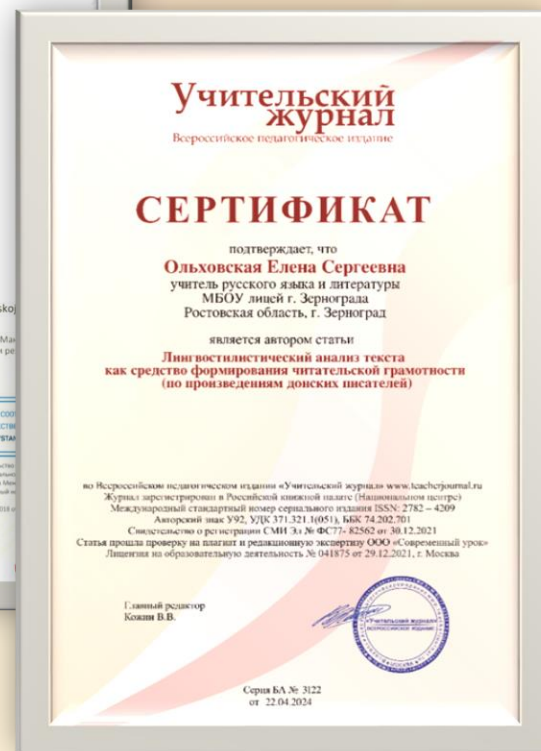 Учительский
журнал
Всероссийское педагогическое издание
СЕРТИФИКАТ
подтверждает, что
Ольховская Елена Сергеевна
учитель русского языка и литературы
МБОУ лицей г. Зернограда
Ростовская область, г. Зерноград
является автором статьи
Лингвостилистический анализ текста
как средство формирования читательской грамотности
(по произведениям донских писателей)
во Всероссийском педагогическом издании «Учительский журнал» www.teacherjournal.ru
Журнал зарегистрирован в Российской книжной палате (Национальном центре)
Международный стандартный номер сериального издания ISSN: 2782 – 4209
Авторский знак У92, УДК 371.321.1(051), ББК 74.202.701
Свидетельство о регистрации СМИ Эл № ФС77- 82562 от 30.12.2021
Статья прошла проверку на плагиат и редакционную экспертизу ООО «Современный урок»
Лицензия на образовательную деятельность № 041875 от 29.12.2021, г. Москва
Главный редактор
Кожин В.В.
«Учительский журнал»
Серия БА № 3122
от 22.04.2024